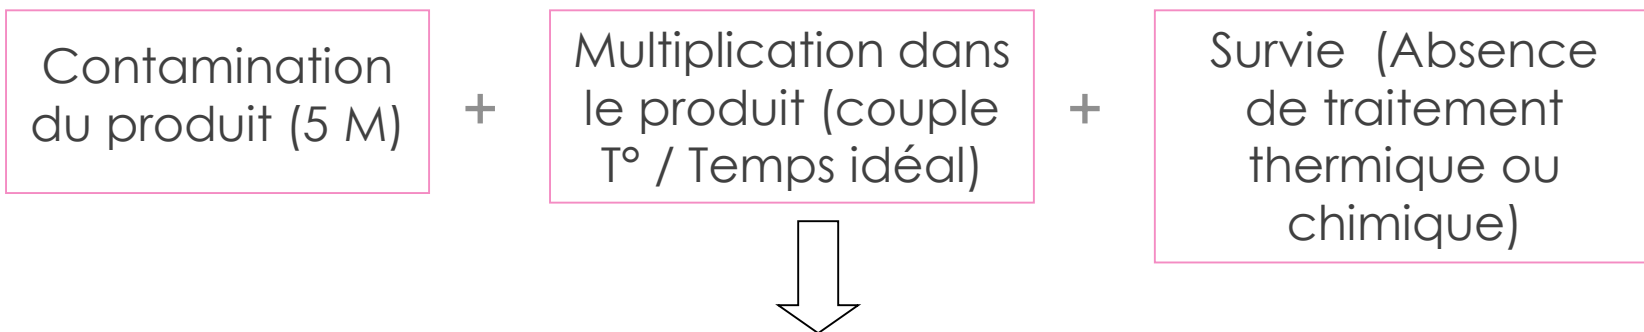 Contamination
du produit (5 M)
+
Multiplication dans
le produit (couple
T° / Temps idéal)
+
Survie (Absence
de traitement
thermique ou
chimique)